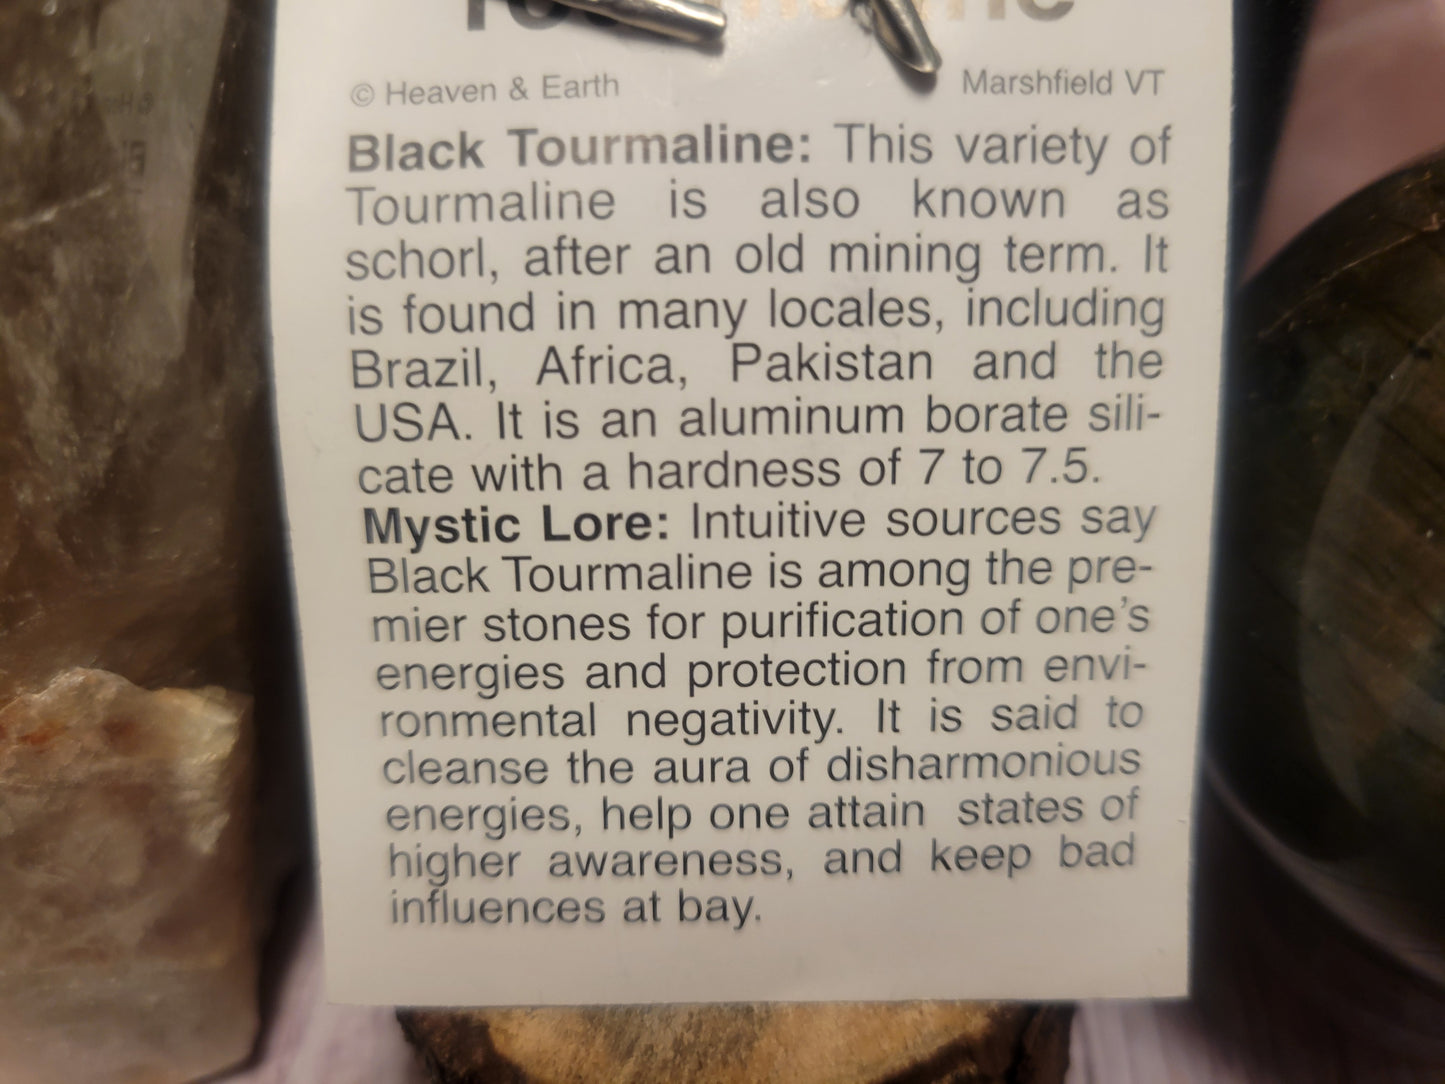 © Heaven & Earth Marshfield VT
Black Tourmaline: This variety of
Tourmaline is also known as
schorl, after an old mining term. It
is found in many locales, including
Brazil, Africa, Pakistan and the
USA. It is an aluminum borate sili-
cate with a hardness of 7 to 7.5.
Mystic Lore: Intuitive sources say
Black Tourmaline is among the pre-
mier stones for purification of one's
energies and protection from envi-
ronmental negativity. It is said to
cleanse the aura of disharmonious
energies, help one attain states of
higher awareness, and keep bad
influences at bay.